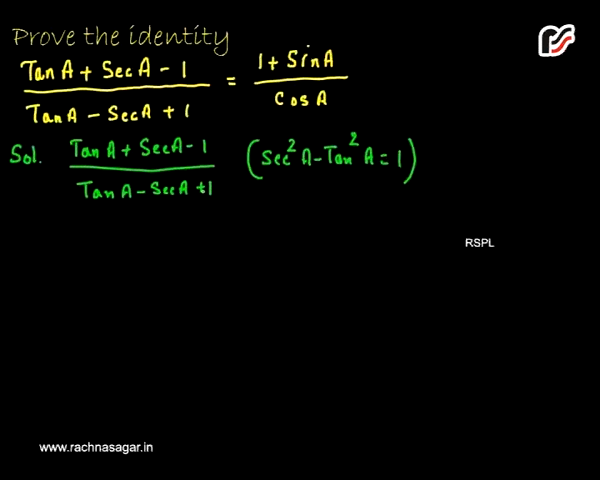 Prove the identity
Tan A + Sec A - 1 / Tan A - Sec A + 1 = 1 + Sin A / Cos A
Sol. Tan A + Sec A - 1 / Tan A - Sec A + 1 (Sec² A - Tan² A = 1)
RSPL
www.rachnasagar.in